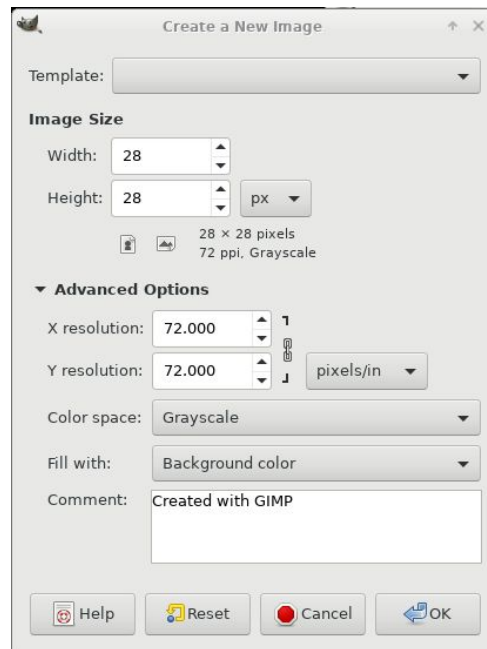 Create a New Image
Template:
Image Size
Width: 28
Height: 28 px
28 × 28 pixels
72 ppi, Grayscale
Advanced Options
X resolution: 72.000
Y resolution: 72.000 pixels/in
Color space: Grayscale
Fill with: Background color
Comment: Created with GIMP
Help Reset Cancel OK